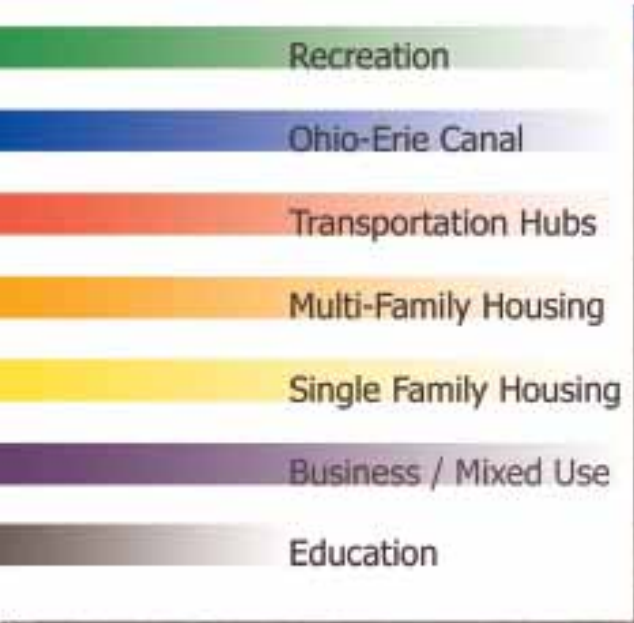 Recreation
Ohio-Erie Canal
Transportation Hubs
Multi-Family Housing
Single Family Housing
Business / Mixed Use
Education